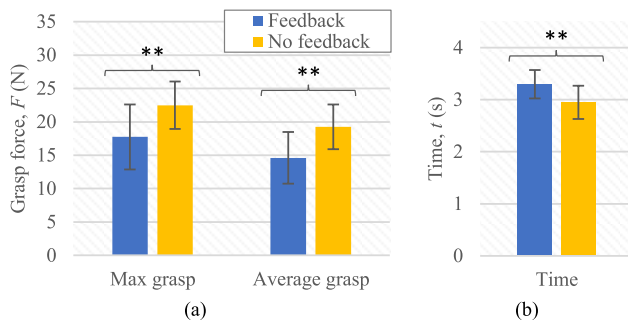 35
30
25
20
15
10
5
0
Grasp force, F (N)
Feedback
No feedback
**
**
Max grasp
Average grasp
(a)
4
3
2
1
0
Time, t (s)
**
Time
(b)